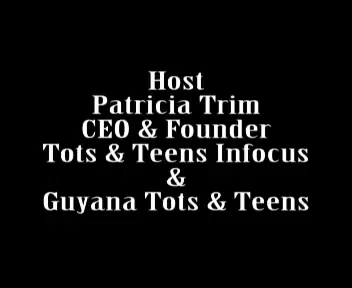 Host
Patricia Trim
CEO & Founder
Tots & Teens Infocus
&
Guyana Tots & Teens